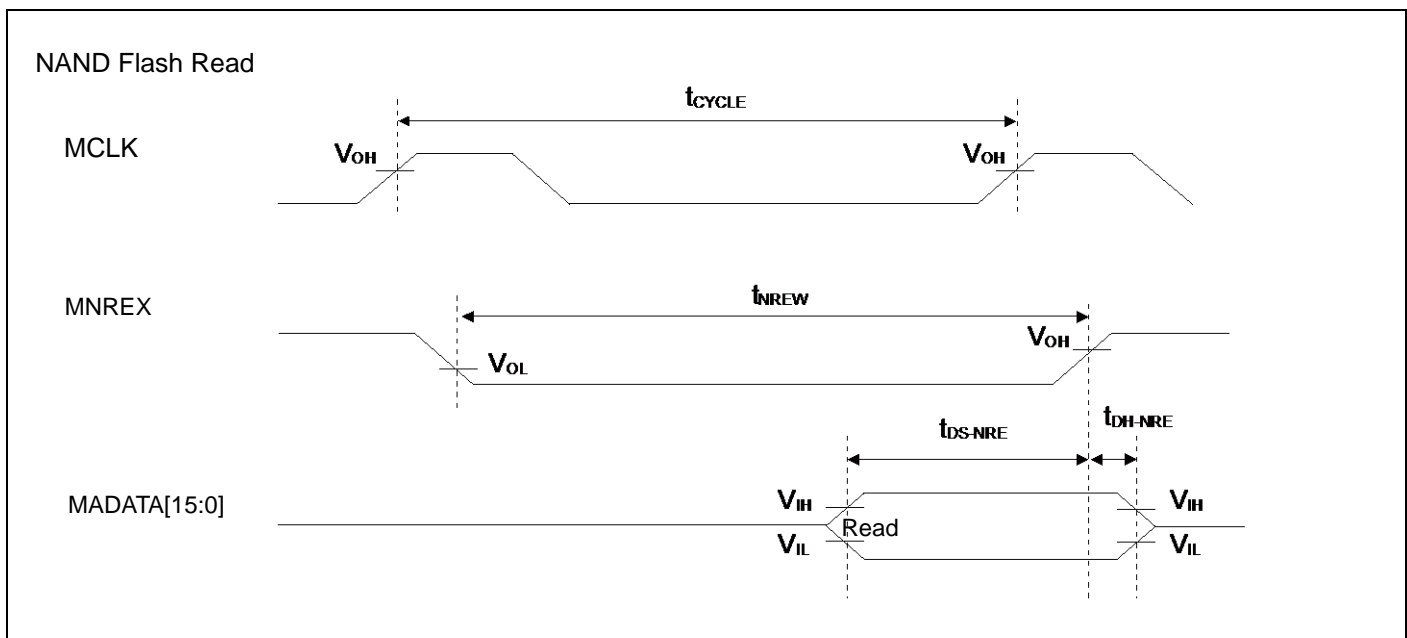 NAND Flash Read
tCYCLE
MCLK
VOH
VOH
tNREW
MNREX
VOH
VOL
tDS-NRE
tDH-NRE
MADATA[15:0]
VIH
VIH
Read
VIL
VIL